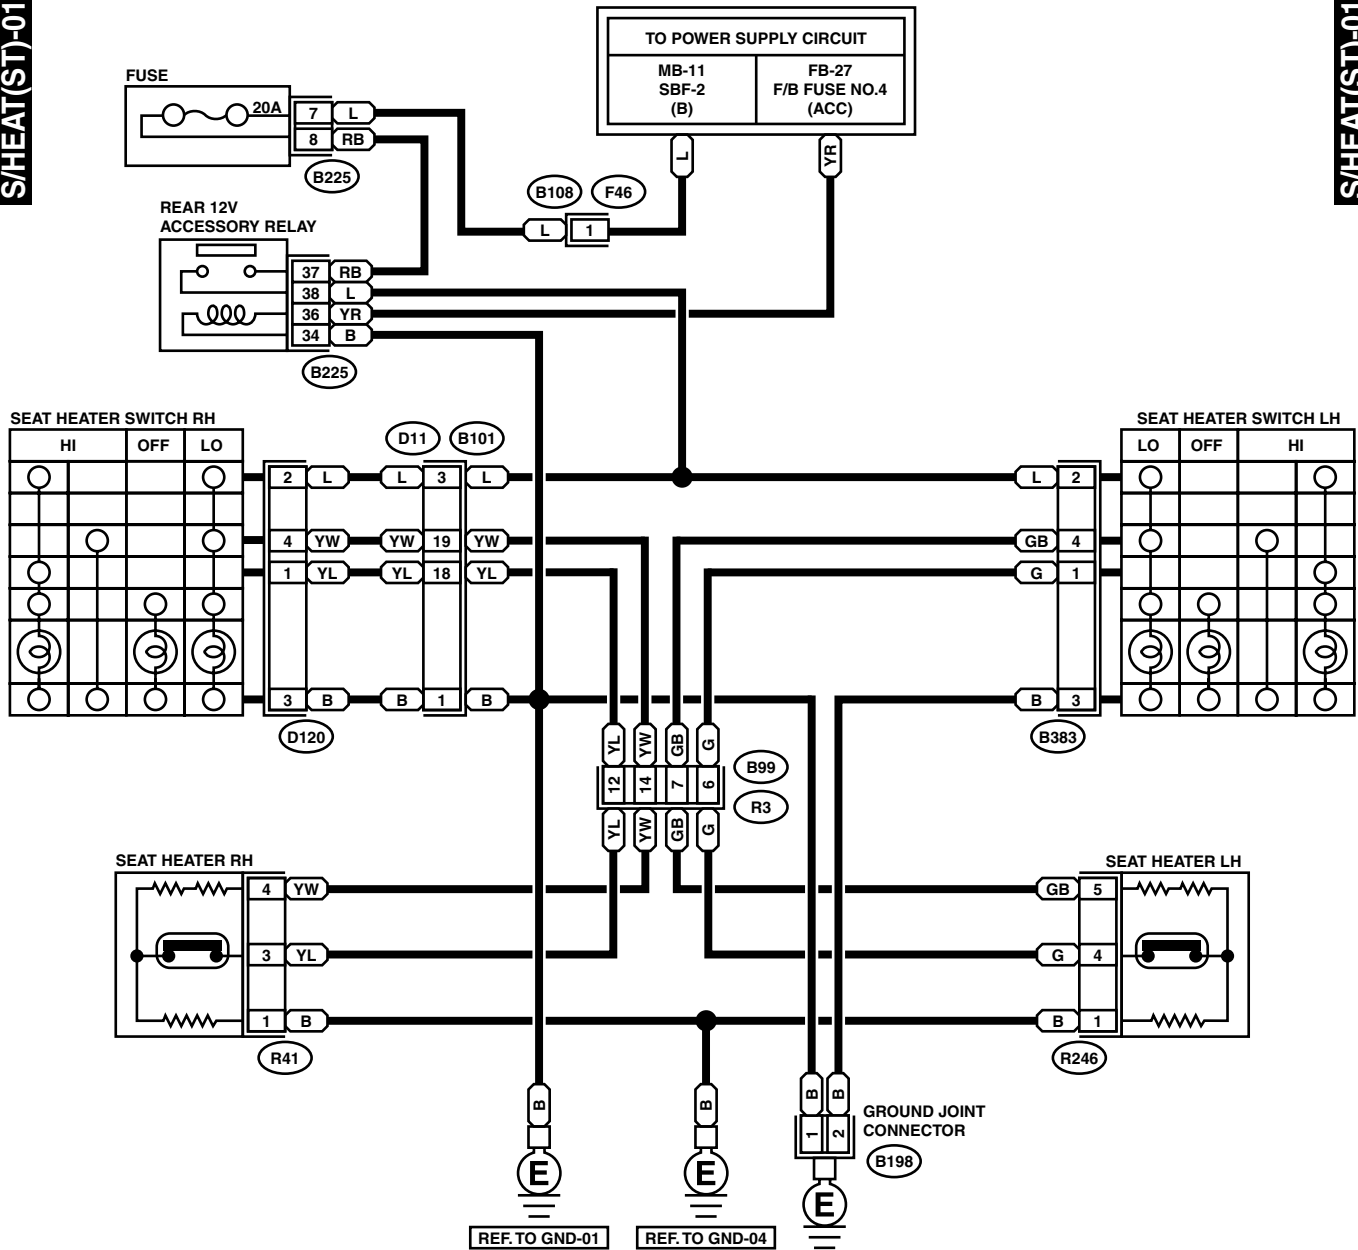 S/HEAT(ST)-01
S/HEAT(ST)-01
TO POWER SUPPLY CIRCUIT
MB-11
SBF-2
(B)
FB-27
F/B FUSE NO.4
(ACC)
FUSE
20A
7 L
8 RB
B225
L
YR
B108 F46
L 1
REAR 12V
ACCESSORY RELAY
37 RB
38 L
36 YR
34 B
B225
SEAT HEATER SWITCH RH
HI OFF LO
D11 B101
SEAT HEATER SWITCH LH
LO OFF HI
2 L L 3 L L 2
4 YW YW 19 YW GB 4
1 YL YL 18 YL G 1
3 B B 1 B B 3
D120
B383
YL YW GB G
12 14 7 6
YL YW GB G
B99
R3
SEAT HEATER RH
4 YW
3 YL
1 B
R41
SEAT HEATER LH
GB 5
G 4
B 1
R246
B
B
B B
1 2
GROUND JOINT
CONNECTOR
B198
E
E
E
REF. TO GND-01
REF. TO GND-04